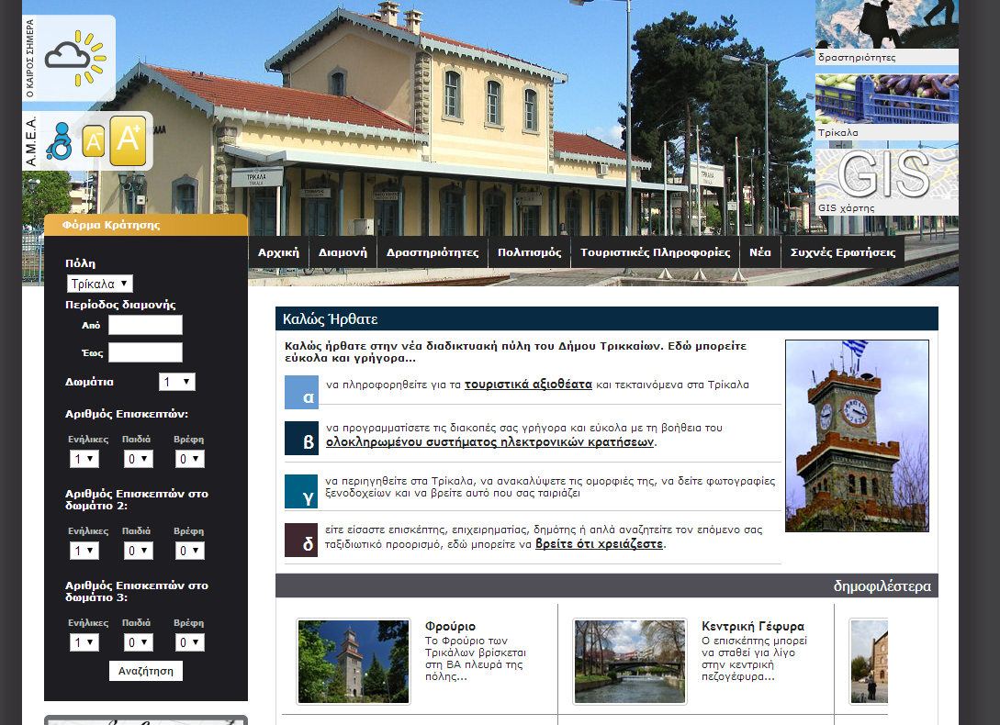 Ο ΚΑΙΡΟΣ ΣΗΜΕΡΑ
Α.Μ.Ε.Α.
A-
A+
ΤΡΙΚΑΛΑ
TRIKALA
ΤΡΙΚΑΛΑ
δραστηριότητες
Τρίκαλα
GIS
GIS χάρτης
Αρχική
Διαμονή
Δραστηριότητες
Πολιτισμός
Τουριστικές Πληροφορίες
Νέα
Συχνές Ερωτήσεις
Φόρμα Κράτησης
Πόλη
Τρίκαλα
Περίοδος διαμονής
Από
Έως
Δωμάτια 1
Αριθμός Επισκεπτών:
Ενήλικες Παιδιά Βρέφη
1 0 0
Αριθμός Επισκεπτών στο
δωμάτιο 2:
Ενήλικες Παιδιά Βρέφη
1 0 0
Αριθμός Επισκεπτών στο
δωμάτιο 3:
Ενήλικες Παιδιά Βρέφη
1 0 0
Αναζήτηση
Καλώς Ήρθατε
Καλώς ήρθατε στην νέα διαδικτυακή πύλη του Δήμου Τρικκαίων. Εδώ μπορείτε
εύκολα και γρήγορα...
α να πληροφορηθείτε για τα τουριστικά αξιοθέατα και τεκταινόμενα στα Τρίκαλα
β να προγραμματίσετε τις διακοπές σας γρήγορα και εύκολα με τη βοήθεια του
ολοκληρωμένου συστήματος ηλεκτρονικών κρατήσεων.
γ να περιηγηθείτε στα Τρίκαλα, να ανακαλύψετε τις ομορφιές της, να δείτε φωτογραφίες
ξενοδοχείων και να βρείτε αυτό που σας ταιριάζει
δ είτε είσαστε επισκέπτης, επιχειρηματίας, δημότης ή απλά αναζητείτε τον επόμενο σας
ταξιδιωτικό προορισμό, εδώ μπορείτε να βρείτε ότι χρειάζεστε.
δημοφιλέστερα
Φρούριο
Το Φρούριο των
Τρικάλων βρίσκεται
στη ΒΑ πλευρά της
πόλης...
Κεντρική Γέφυρα
Ο επισκέπτης μπορεί
να σταθεί για λίγο
στην κεντρική
πεζογέφυρα...